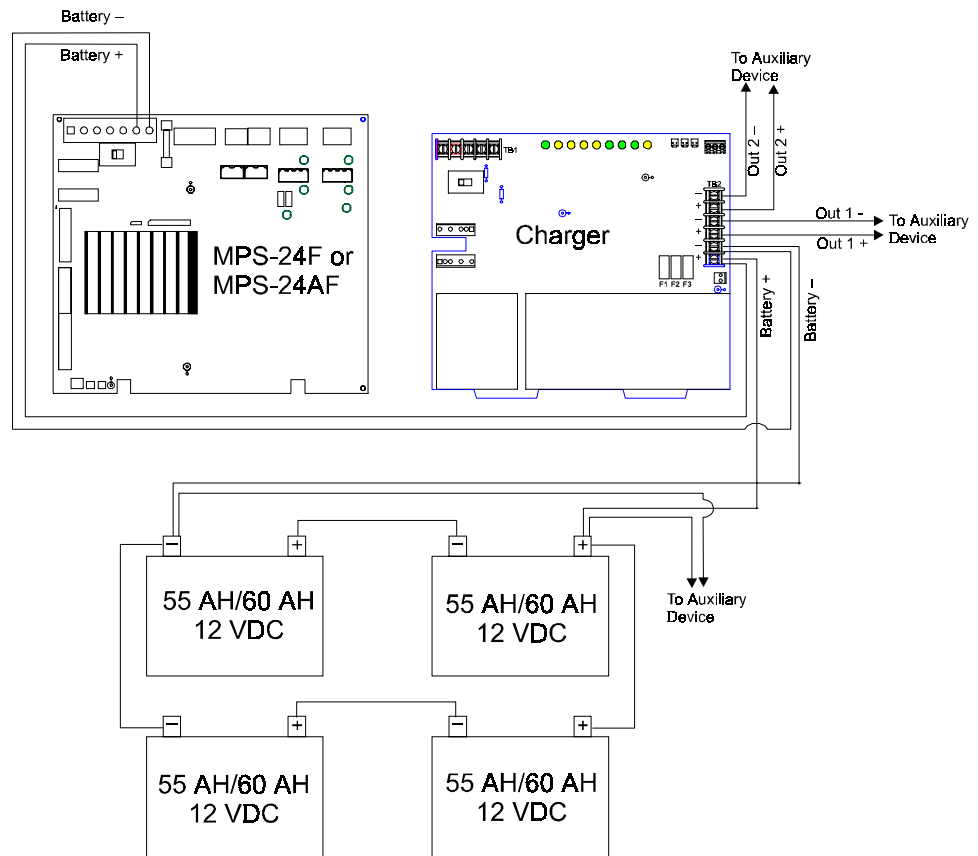 Battery –
Battery +
MPS-24F or
MPS-24AF
TB1
Charger
F1 F2 F3
TB2
–
+
–
+
–
+
To Auxiliary
Device
Out 2 –
Out 2 +
Out 1 -
Out 1 +
To Auxiliary
Device
Battery +
Battery –
–
+
55 AH/60 AH
12 VDC
–
+
55 AH/60 AH
12 VDC
To Auxiliary
Device
–
+
55 AH/60 AH
12 VDC
–
+
55 AH/60 AH
12 VDC